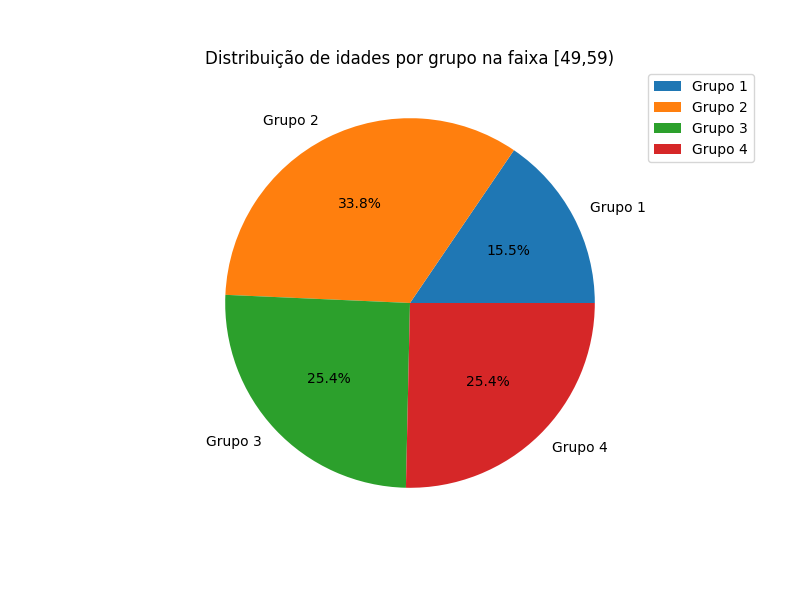 Distribuição de idades por grupo na faixa [49,59)
Grupo 1
Grupo 2
Grupo 3
Grupo 4
Grupo 2
33.8%
Grupo 1
15.5%
25.4%
25.4%
Grupo 3
Grupo 4